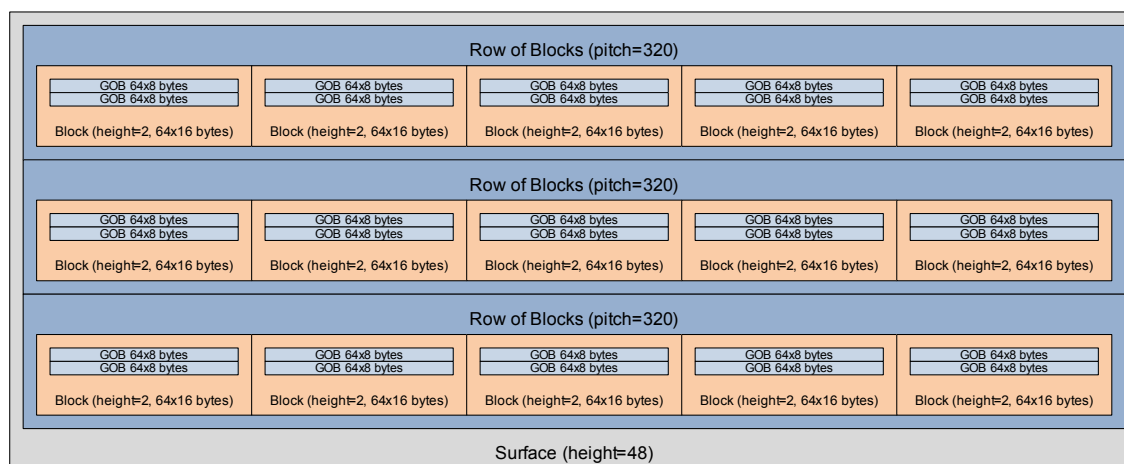 Row of Blocks (pitch=320)
GOB 64x8 bytes GOB 64x8 bytes GOB 64x8 bytes GOB 64x8 bytes GOB 64x8 bytes
GOB 64x8 bytes GOB 64x8 bytes GOB 64x8 bytes GOB 64x8 bytes GOB 64x8 bytes
Block (height=2, 64x16 bytes) Block (height=2, 64x16 bytes) Block (height=2, 64x16 bytes) Block (height=2, 64x16 bytes) Block (height=2, 64x16 bytes)
Row of Blocks (pitch=320)
GOB 64x8 bytes GOB 64x8 bytes GOB 64x8 bytes GOB 64x8 bytes GOB 64x8 bytes
GOB 64x8 bytes GOB 64x8 bytes GOB 64x8 bytes GOB 64x8 bytes GOB 64x8 bytes
Block (height=2, 64x16 bytes) Block (height=2, 64x16 bytes) Block (height=2, 64x16 bytes) Block (height=2, 64x16 bytes) Block (height=2, 64x16 bytes)
Row of Blocks (pitch=320)
GOB 64x8 bytes GOB 64x8 bytes GOB 64x8 bytes GOB 64x8 bytes GOB 64x8 bytes
GOB 64x8 bytes GOB 64x8 bytes GOB 64x8 bytes GOB 64x8 bytes GOB 64x8 bytes
Block (height=2, 64x16 bytes) Block (height=2, 64x16 bytes) Block (height=2, 64x16 bytes) Block (height=2, 64x16 bytes) Block (height=2, 64x16 bytes)
Surface (height=48)